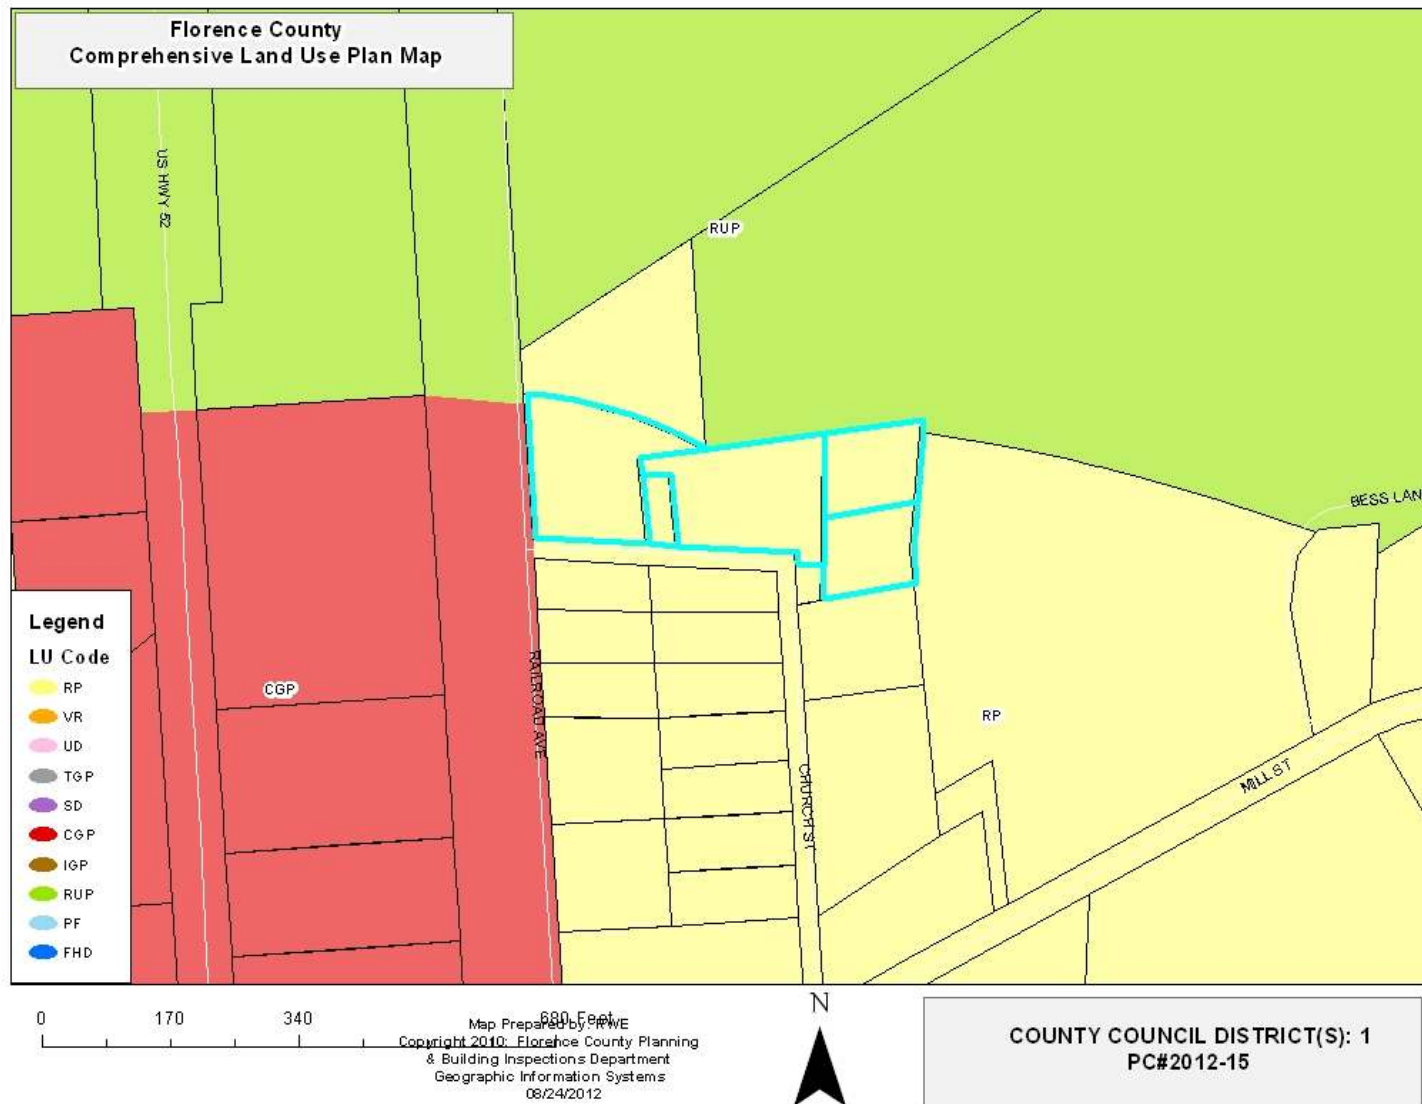 Florence County
Comprehensive Land Use Plan Map
US HWY 52
RUP
BESS LAN
Legend
LU Code
RP
VR
UD
TGP
SD
CGP
IGP
RUP
PF
FHD
CGP
RAILROAD AVE
CHURCH ST
RP
MILL ST
0 170 340 680 Feet
Map Prepared by: RWE
Copyright 2010: Florence County Planning
& Building Inspections Department
Geographic Information Systems
08/24/2012
N
COUNTY COUNCIL DISTRICT(S): 1
PC#2012-15